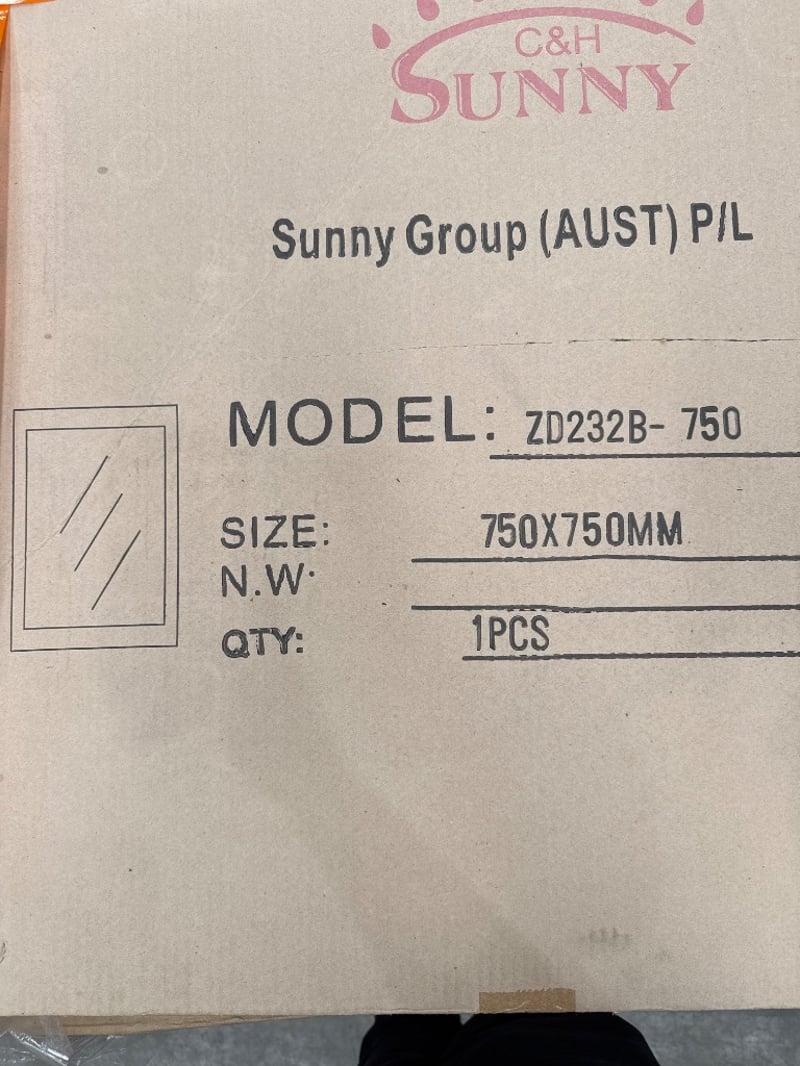 C&H
SUNNY
Sunny Group (AUST) P/L
MODEL: ZD232B- 750
SIZE: 750X750MM
N.W.
QTY: 1PCS